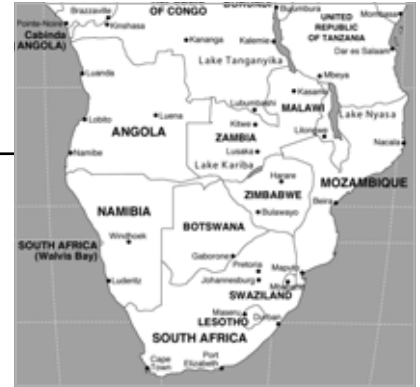 Brazzaville
OF CONGO
BURUNDI
Bujumbura
UNITED
REPUBLIC
OF TANZANIA
Mombasa
Pointe-Noire
Kinshasa
Cabinda
(ANGOLA)
Kananga
Kalemie
Dar es Salaam
Lake Tanganyika
Luanda
Mbeya
Kasama
Lubumbashi
MALAWI
Lake Nyasa
Lobito
Luena
Kitwe
ANGOLA
ZAMBIA
Lilongwe
Lusaka
Nacala
Namibe
Lake Kariba
Harare
MOZAMBIQUE
ZIMBABWE
Beira
NAMIBIA
Bulawayo
BOTSWANA
Windhoek
SOUTH AFRICA
(Walvis Bay)
Gaborone
Pretoria
Maputo
Luderitz
Johannesburg
Mbabane
SWAZILAND
Maseru
LESOTHO
Durban
SOUTH AFRICA
Cape
Town
Port
Elizabeth